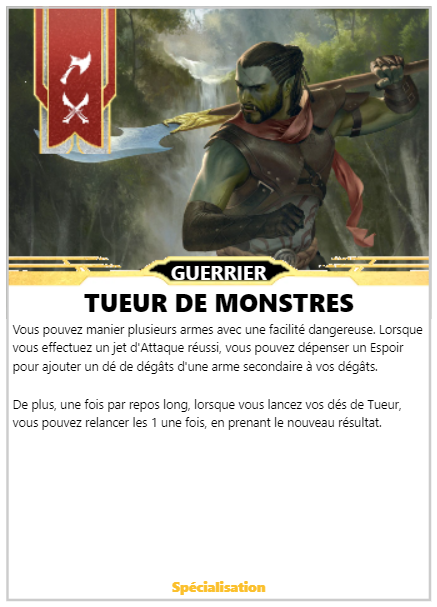 GUERRIER
TUEUR DE MONSTRES
Vous pouvez manier plusieurs armes avec une facilité dangereuse. Lorsque
vous effectuez un jet d'Attaque réussi, vous pouvez dépenser un Espoir
pour ajouter un dé de dégâts d'une arme secondaire à vos dégâts.
De plus, une fois par repos long, lorsque vous lancez vos dés de Tueur,
vous pouvez relancer les 1 une fois, en prenant le nouveau résultat.
Spécialisation